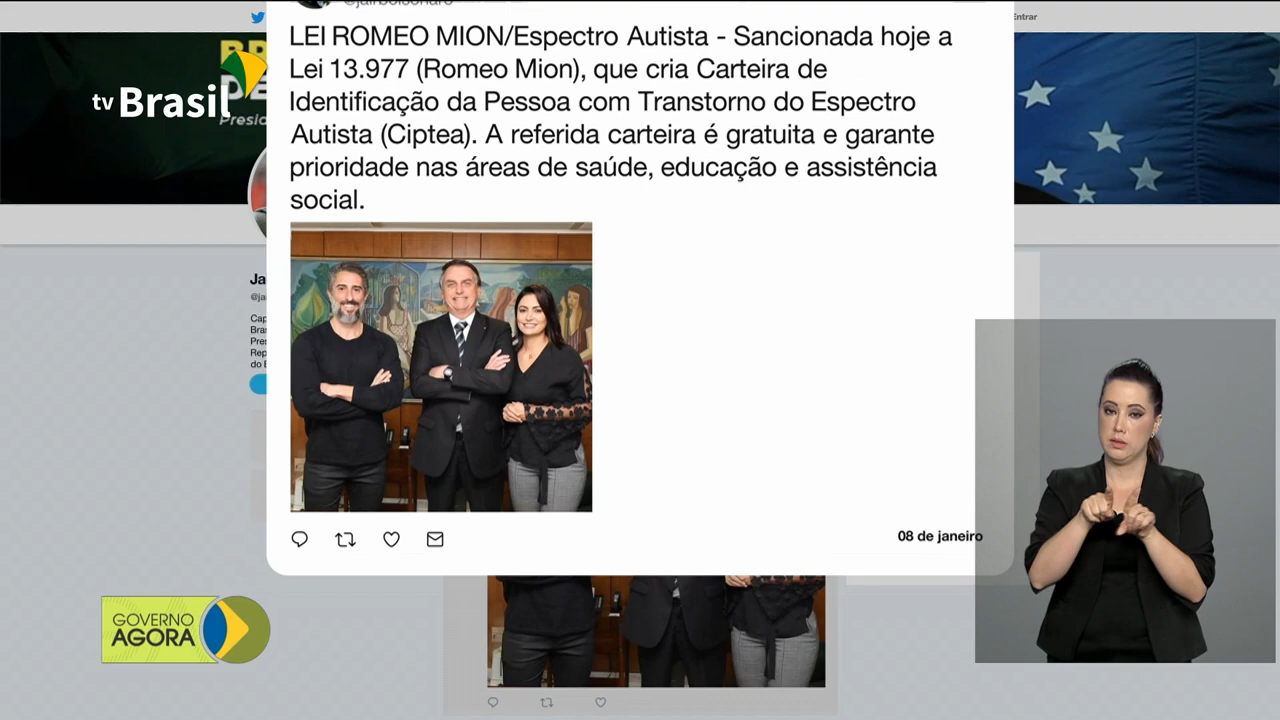 @jairbolsonaro
Entrar
LEI ROMEO MION/Espectro Autista - Sancionada hoje a
Lei 13.977 (Romeo Mion), que cria Carteira de
Identificação da Pessoa com Transtorno do Espectro
Autista (Ciptea). A referida carteira é gratuita e garante
prioridade nas áreas de saúde, educação e assistência
social.
tv Brasil
08 de janeiro
GOVERNO
AGORA